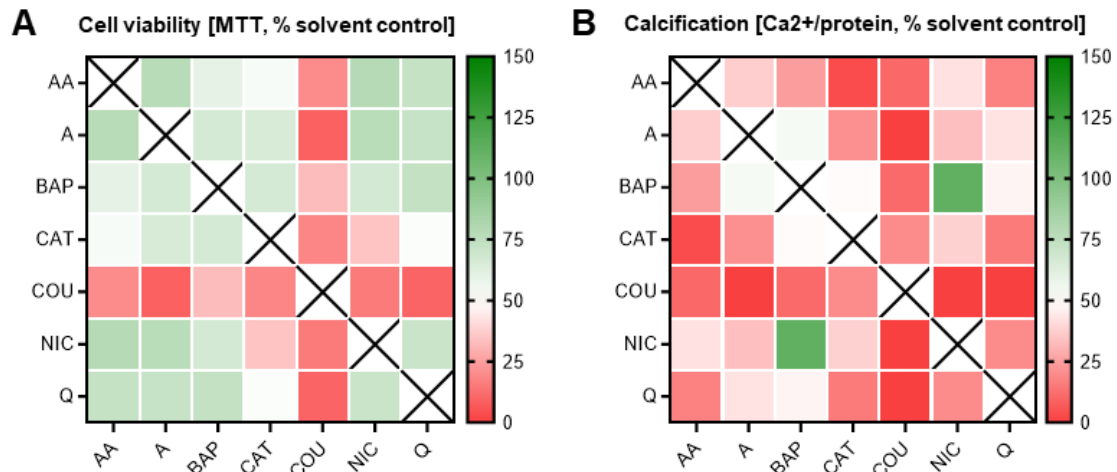 A Cell viability [MTT, % solvent control]
AA
A
BAP
CAT
COU
NIC
Q
AA A BAP CAT COU NIC Q
150
125
100
75
50
25
0
B Calcification [Ca2+/protein, % solvent control]
AA
A
BAP
CAT
COU
NIC
Q
AA A BAP CAT COU NIC Q
150
125
100
75
50
25
0